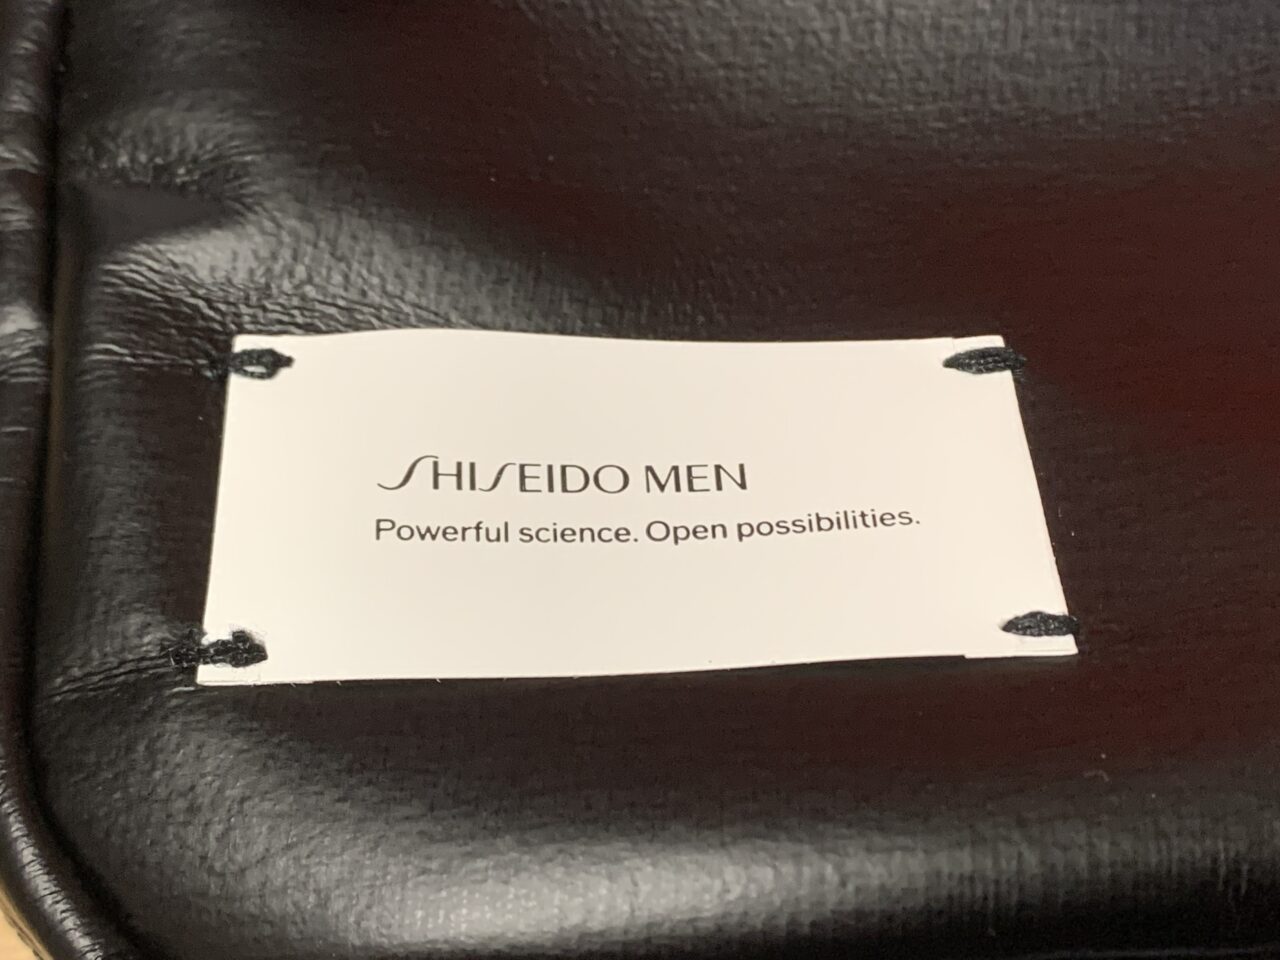 SHISEIDO MEN
Powerful science. Open possibilities.